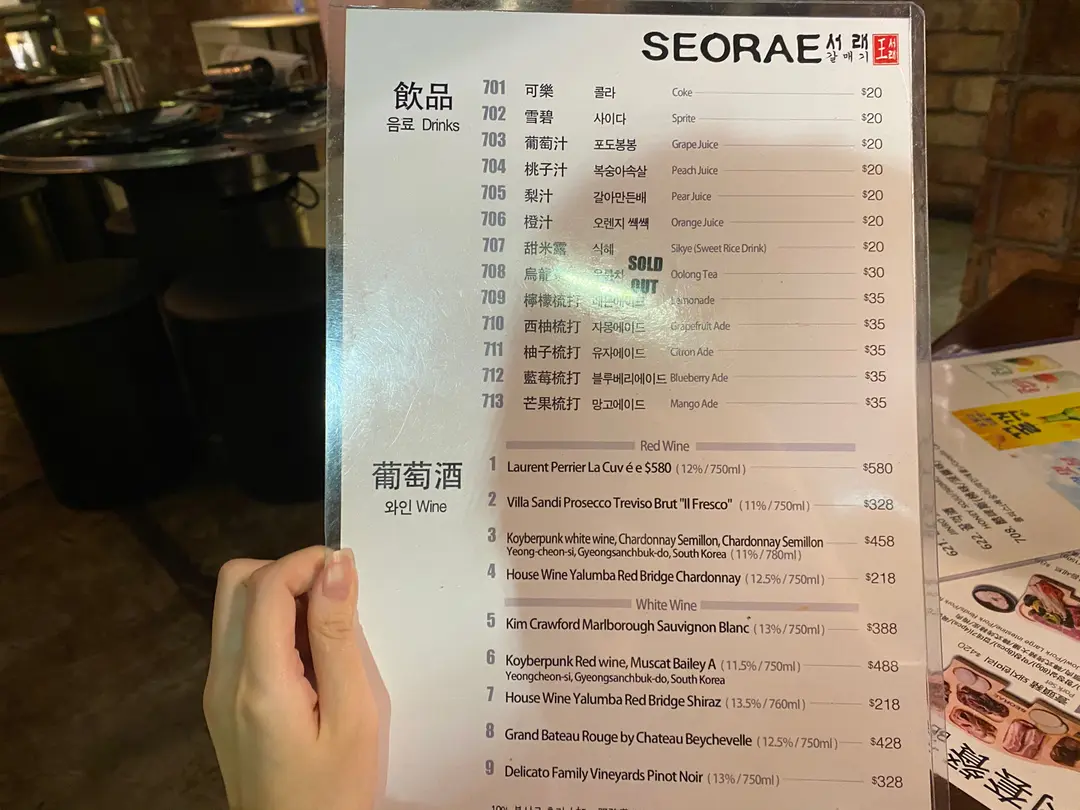 SEORAE 서래 갈매기 서래
飲品
음료 Drinks
701 可樂 콜라 Coke $20
702 雪碧 사이다 Sprite $20
703 葡萄汁 포도봉봉 Grape Juice $20
704 桃子汁 복숭아속살 Peach Juice $20
705 梨汁 갈아만든배 Pear Juice $20
706 橙汁 오렌지 쌕쌕 Orange Juice $20
707 甜米露 식혜 Sikye (Sweet Rice Drink) $20
SOLD OUT
708 烏龍 Oolong Tea $30
709 檸檬梳打 레몬에이드 Lemonade $35
710 西柚梳打 자몽에이드 Grapefruit Ade $35
711 柚子梳打 유자에이드 Citron Ade $35
712 藍莓梳打 블루베리에이드 Blueberry Ade $35
713 芒果梳打 망고에이드 Mango Ade $35
葡萄酒
와인 Wine
Red Wine
1 Laurent Perrier La Cuv é e $580 (12% / 750ml) $580
2 Villa Sandi Prosecco Treviso Brut "Il Fresco" (11% / 750ml) $328
3 Koyberpunk white wine, Chardonnay Semillon, Chardonnay Semillon $458
Yeong-cheon-si, Gyeongsanchbuk-do, South Korea (11% / 780ml)
4 House Wine Yalumba Red Bridge Chardonnay (12.5% / 750ml) $218
White Wine
5 Kim Crawford Marlborough Sauvignon Blanc (13% / 750ml) $388
6 Koyberpunk Red wine, Muscat Bailey A (11.5% / 750ml) $488
Yeongcheon-si, Gyeongsanchbuk-do, South Korea
7 House Wine Yalumba Red Bridge Shiraz (13.5% / 760ml) $218
8 Grand Bateau Rouge by Chateau Beychevelle (12.5% / 750ml) $428
9 Delicato Family Vineyards Pinot Noir (13% / 750ml) $328